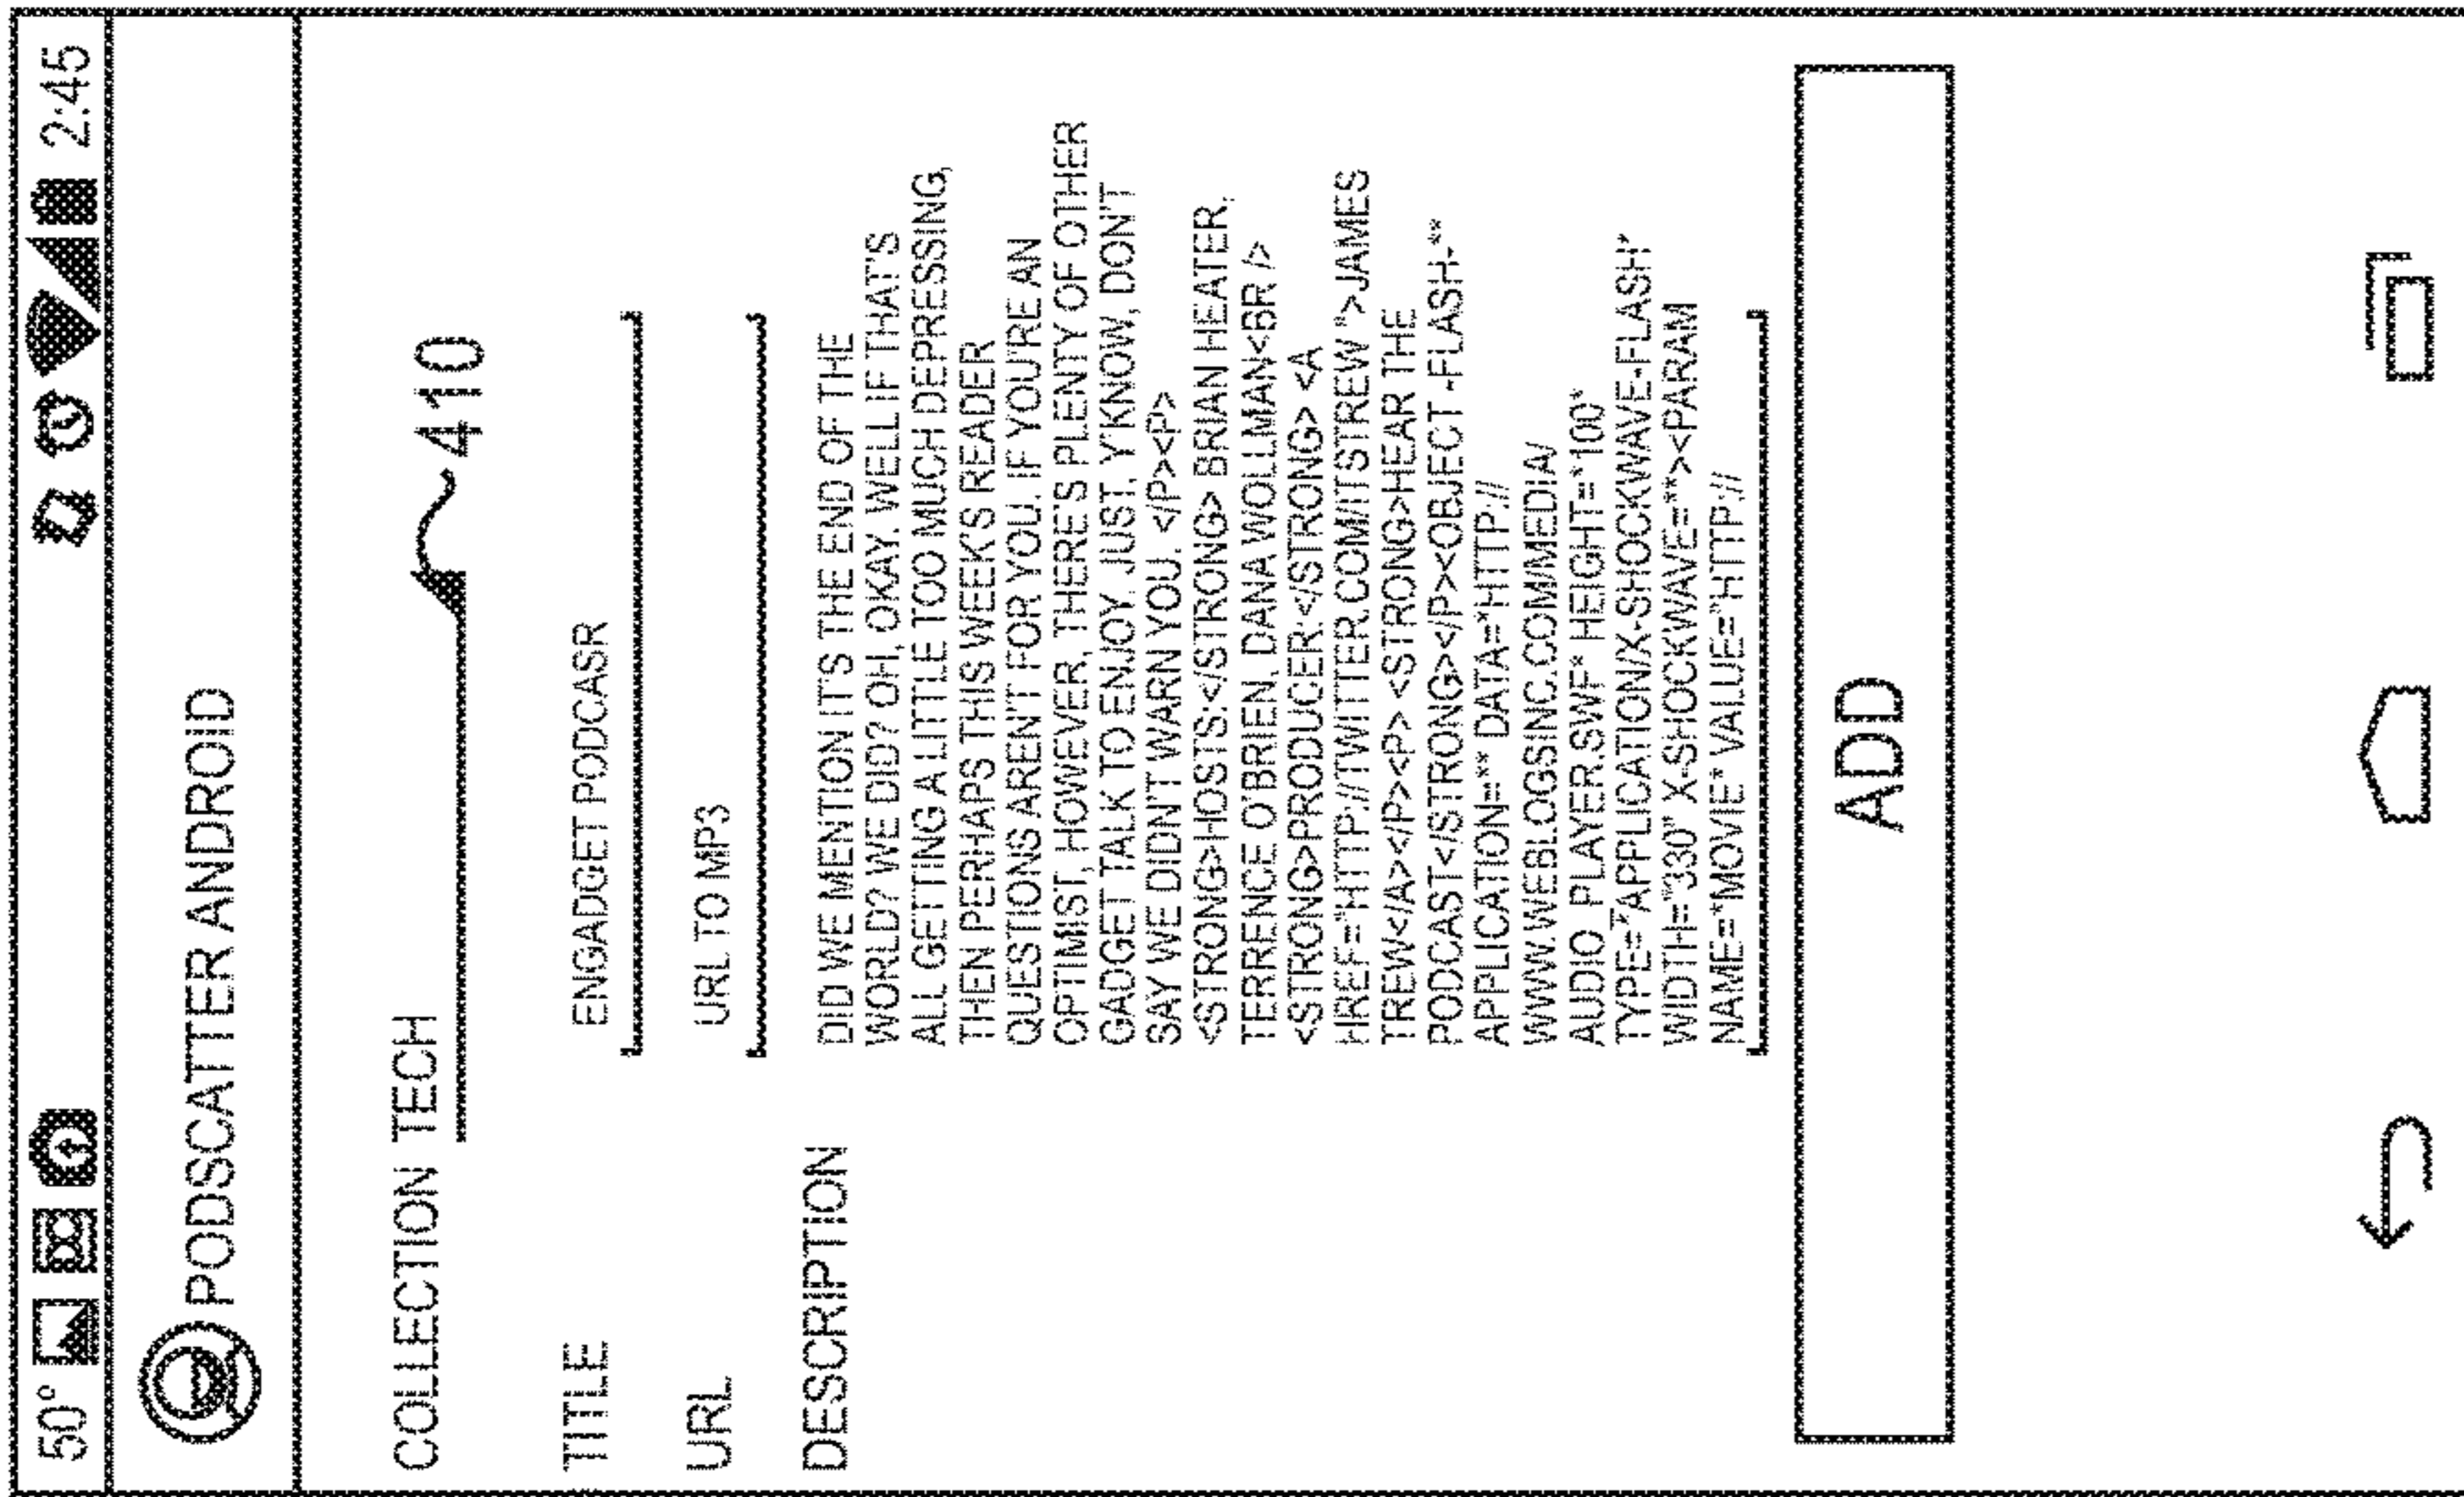 50° 2:45
PODSCATTER ANDROID
COLLECTION TECH 410
TITLE ENGADGET PODCASR
URL URL TO MP3
DESCRIPTION DID WE MENTION IT'S THE END OF THE
WORLD? WE DID? OH, OKAY. WELL IF THAT'S
ALL GETTING A LITTLE TOO MUCH DEPRESSING,
THEN PERHAPS THIS WEEK'S READER
QUESTIONS AREN'T FOR YOU. IF YOU'RE AN
OPTIMIST, HOWEVER, THERE'S PLENTY OF OTHER
GADGET TALK TO ENJOY. JUST, Y'KNOW, DON'T
SAY WE DIDN'T WARN YOU. </P><P>
<STRONG>HOSTS:</STRONG> BRIAN HEATER,
TERRENCE O'BRIEN, DANA WOLLMAN<BR />
<STRONG>PRODUCER:</STRONG> <A
HREF="HTTP://TWITTER.COM/ITSTREW ">JAMES
TREW</A></P><P> <STRONG>HEAR THE
PODCAST</STRONG></P><OBJECT -FLASH-"
APPLICATION="" DATA="HTTP://
WWW.WEBLOGSINC.COM/MEDIA/
AUDIO_PLAYER.SWF" HEIGHT="100"
TYPE="APPLICATION/X-SHOCKWAVE-FLASH"
WIDTH="330" X-SHOCKWAVE=""><PARAM
NAME="MOVIE" VALUE="HTTP://
ADD